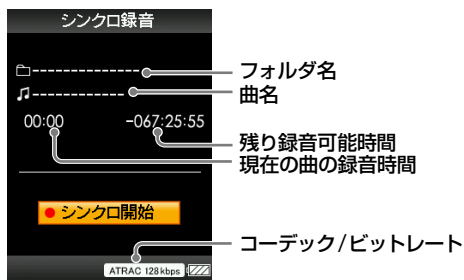 シンクロ録音
---------------
フォルダ名
---------------
曲名
00:00
-067:25:55
残り録音可能時間
現在の曲の録音時間
シンクロ開始
コーデック/ビットレート
ATRAC 128kbps